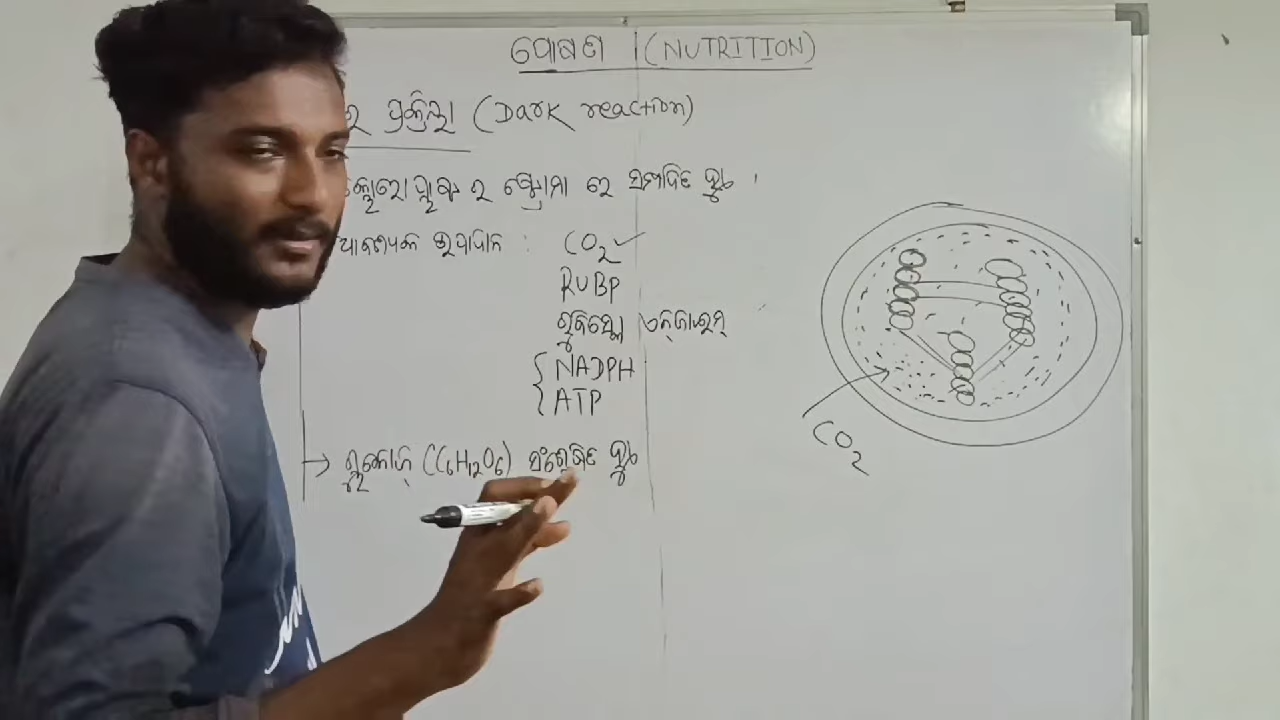 ପୋଷଣ (NUTRITION)
ପ୍ରକ୍ରିୟା (Dark reaction)
କ୍ଲୋରୋପ୍ଲାଷ୍ଟ ର ଷ୍ଟ୍ରୋମା ରେ ସମ୍ପାଦିତ ହୁଏ ।
ଆବଶ୍ୟକ ଉପାଦାନ : CO2 ✓
RUBP
ରୁବିସ୍କୋ ଏନ୍‌ଜାଇମ୍
NADPH
ATP
→ ଗ୍ଲୁକୋଜ୍ (C6H12O6) ସଂଶ୍ଳେଷିତ ହୁଏ
CO2